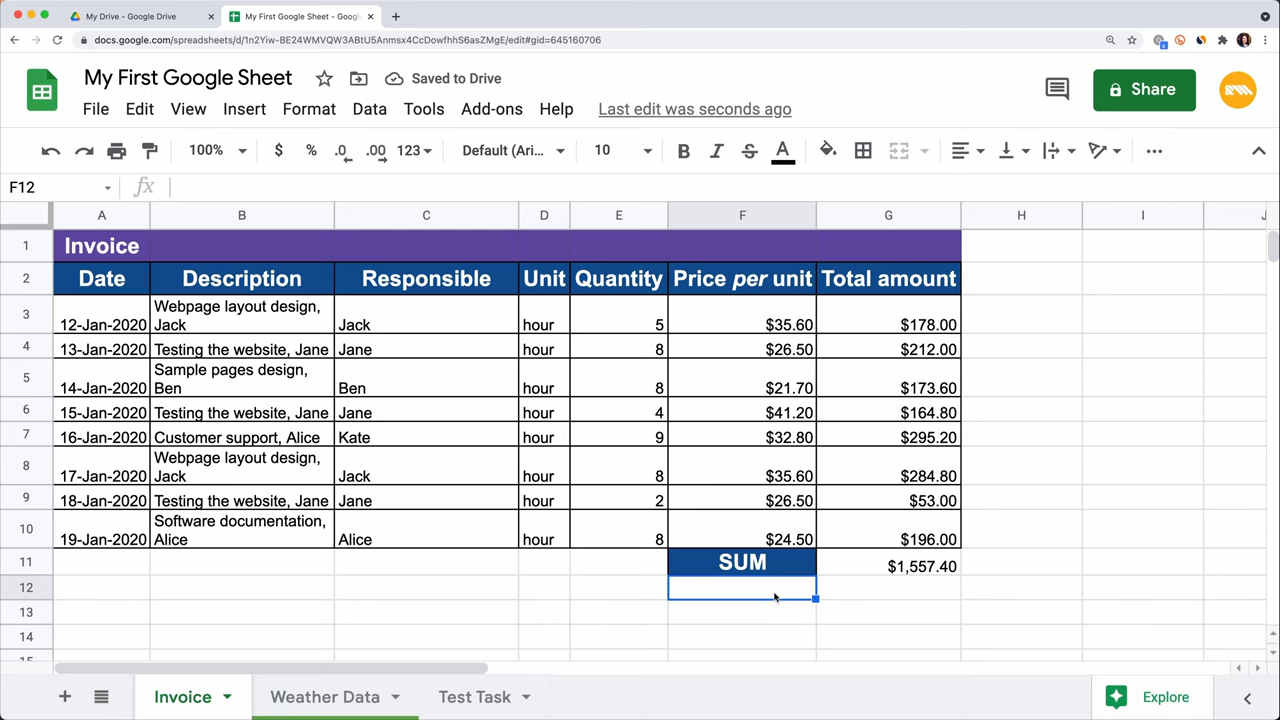 My Drive - Google Drive × My First Google Sheet - Goog × +
docs.google.com/spreadsheets/d/1n2Yiw-BE24WMVQW3ABtU5Anmsx4CcDowfhhS6asZMgE/edit#gid=645160706
My First Google Sheet Saved to Drive
Share
File Edit View Insert Format Data Tools Add-ons Help Last edit was seconds ago
100% $ % .0 .00 123 Default (Ari... 10 B I S A
F12 fx
A B C D E F G H I J
1 Invoice
2 Date Description Responsible Unit Quantity Price per unit Total amount
Webpage layout design,
3 12-Jan-2020 Jack Jack hour 5 $35.60 $178.00
4 13-Jan-2020 Testing the website, Jane Jane hour 8 $26.50 $212.00
Sample pages design,
5 14-Jan-2020 Ben Ben hour 8 $21.70 $173.60
6 15-Jan-2020 Testing the website, Jane Jane hour 4 $41.20 $164.80
7 16-Jan-2020 Customer support, Alice Kate hour 9 $32.80 $295.20
Webpage layout design,
8 17-Jan-2020 Jack Jack hour 8 $35.60 $284.80
9 18-Jan-2020 Testing the website, Jane Jane hour 2 $26.50 $53.00
Software documentation,
10 19-Jan-2020 Alice Alice hour 8 $24.50 $196.00
11 SUM $1,557.40
12
13
14
15
+ Invoice Weather Data Test Task Explore